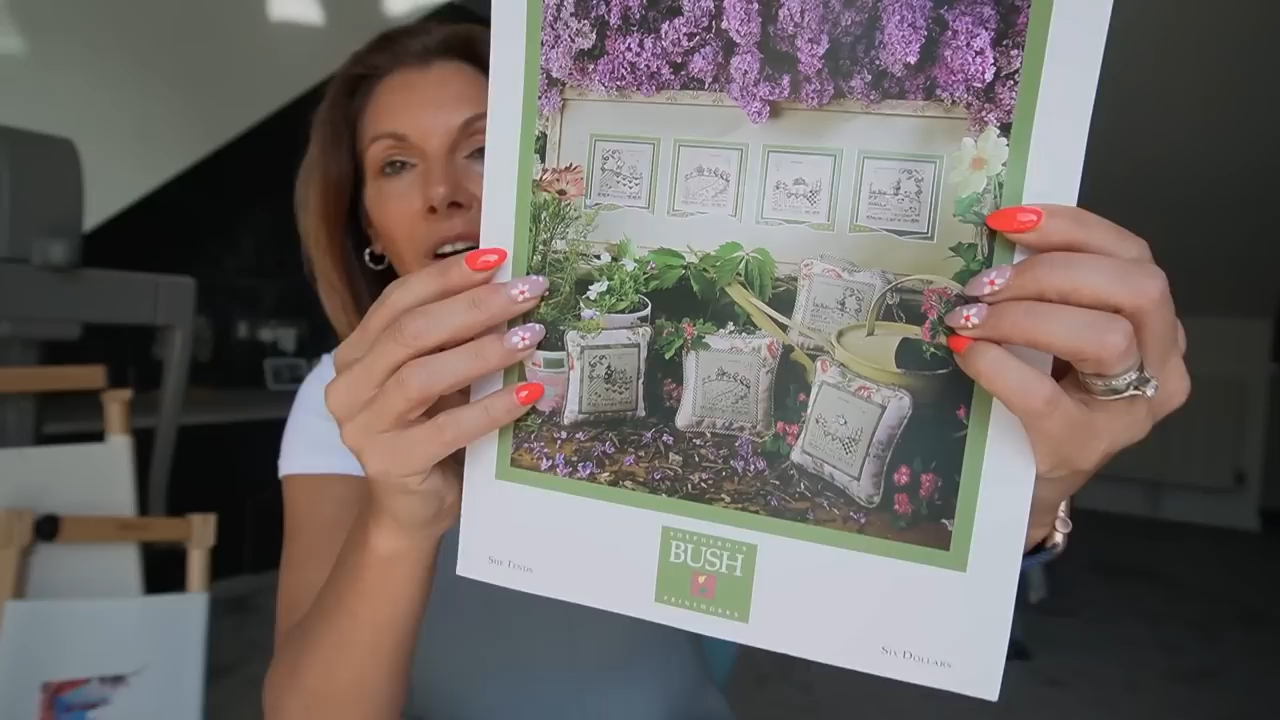 SHEPHERD'S
BUSH
PRINTWORKS
SHE TENDS
SIX DOLLARS